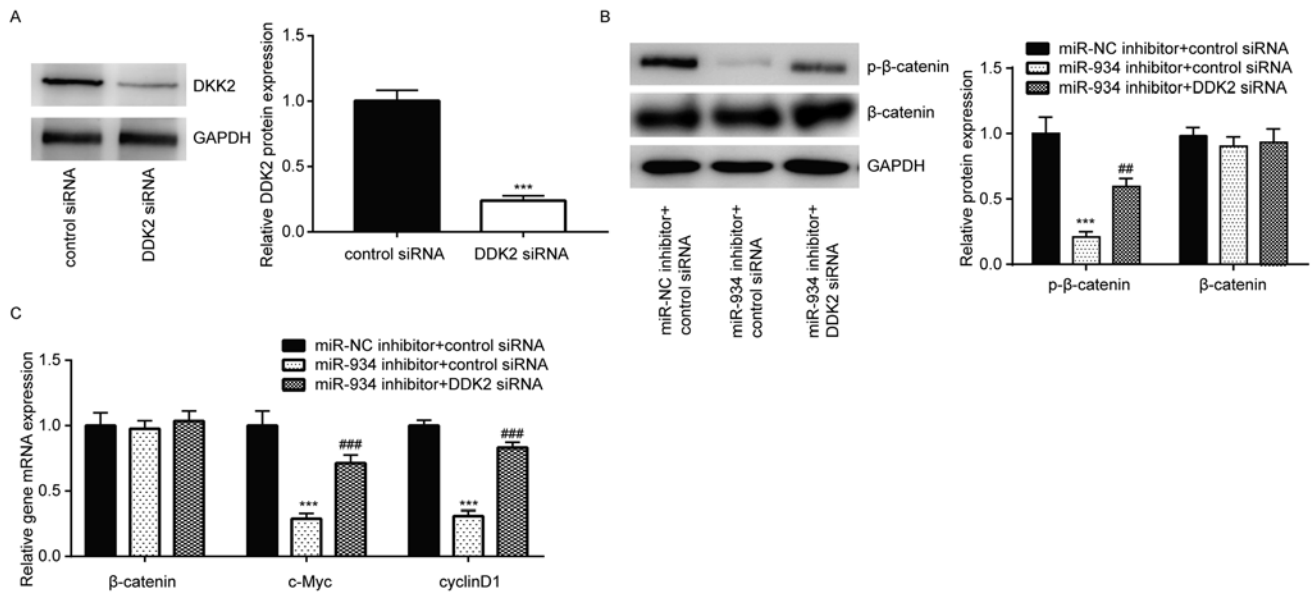 A
DKK2
GAPDH
control siRNA
DDK2 siRNA
Relative DDK2 protein expression
1.5
1.0
0.5
0.0
***
control siRNA
DDK2 siRNA
B
p-β-catenin
β-catenin
GAPDH
miR-NC inhibitor+
control siRNA
miR-934 inhibitor+
control siRNA
miR-934 inhibitor+
DDK2 siRNA
miR-NC inhibitor+control siRNA
miR-934 inhibitor+control siRNA
miR-934 inhibitor+DDK2 siRNA
Relative protein expression
1.5
1.0
0.5
0.0
***
##
p-β-catenin
β-catenin
C
miR-NC inhibitor+control siRNA
miR-934 inhibitor+control siRNA
miR-934 inhibitor+DDK2 siRNA
Relative gene mRNA expression
1.5
1.0
0.5
0.0
***
###
***
###
β-catenin
c-Myc
cyclinD1